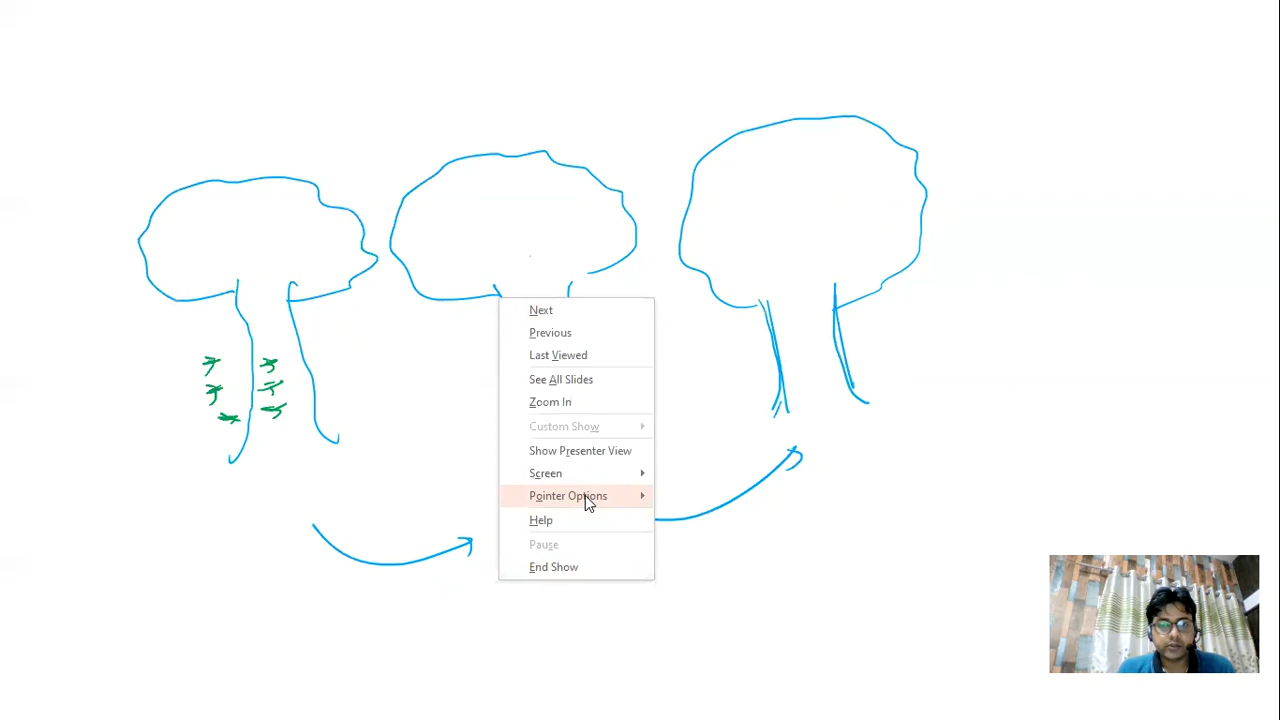 Next
Previous
Last Viewed
See All Slides
Zoom In
Custom Show
Show Presenter View
Screen
Pointer Options
Help
Pause
End Show